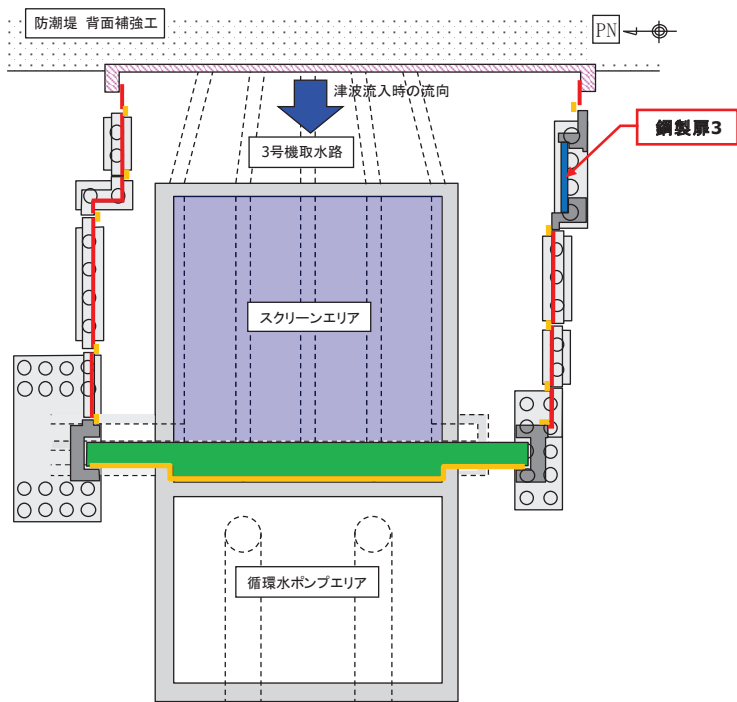 防潮堤 背面補強工
PN
津波流入時の流向
3号機取水路
鋼製扉3
スクリーンエリア
循環水ポンプエリア